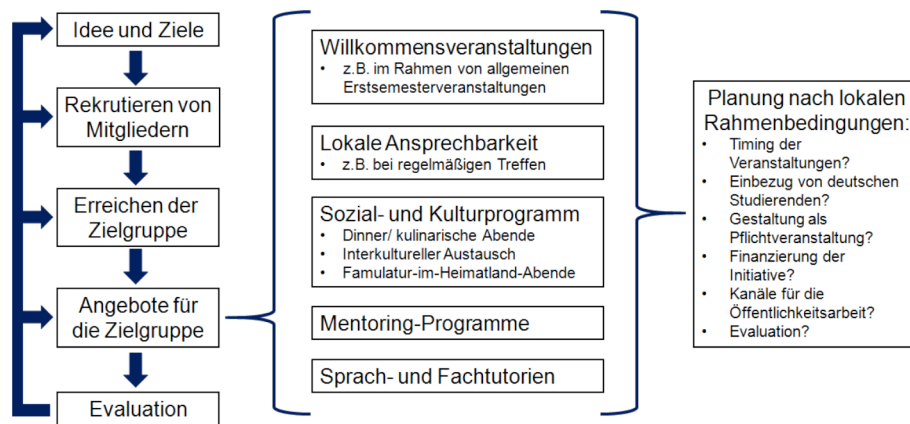 Idee und Ziele
Rekrutieren von
Mitgliedern
Erreichen der
Zielgruppe
Angebote für
die Zielgruppe
Evaluation
Willkommensveranstaltungen
• z.B. im Rahmen von allgemeinen
Erstsemesterveranstaltungen
Lokale Ansprechbarkeit
• z.B. bei regelmäßigen Treffen
Sozial- und Kulturprogramm
• Dinner/ kulinarische Abende
• Interkultureller Austausch
• Famulatur-im-Heimatland-Abende
Mentoring-Programme
Sprach- und Fachtutorien
Planung nach lokalen
Rahmenbedingungen:
• Timing der
Veranstaltungen?
• Einbezug von deutschen
Studierenden?
• Gestaltung als
Pflichtveranstaltung?
• Finanzierung der
Initiative?
• Kanäle für die
Öffentlichkeitsarbeit?
• Evaluation?